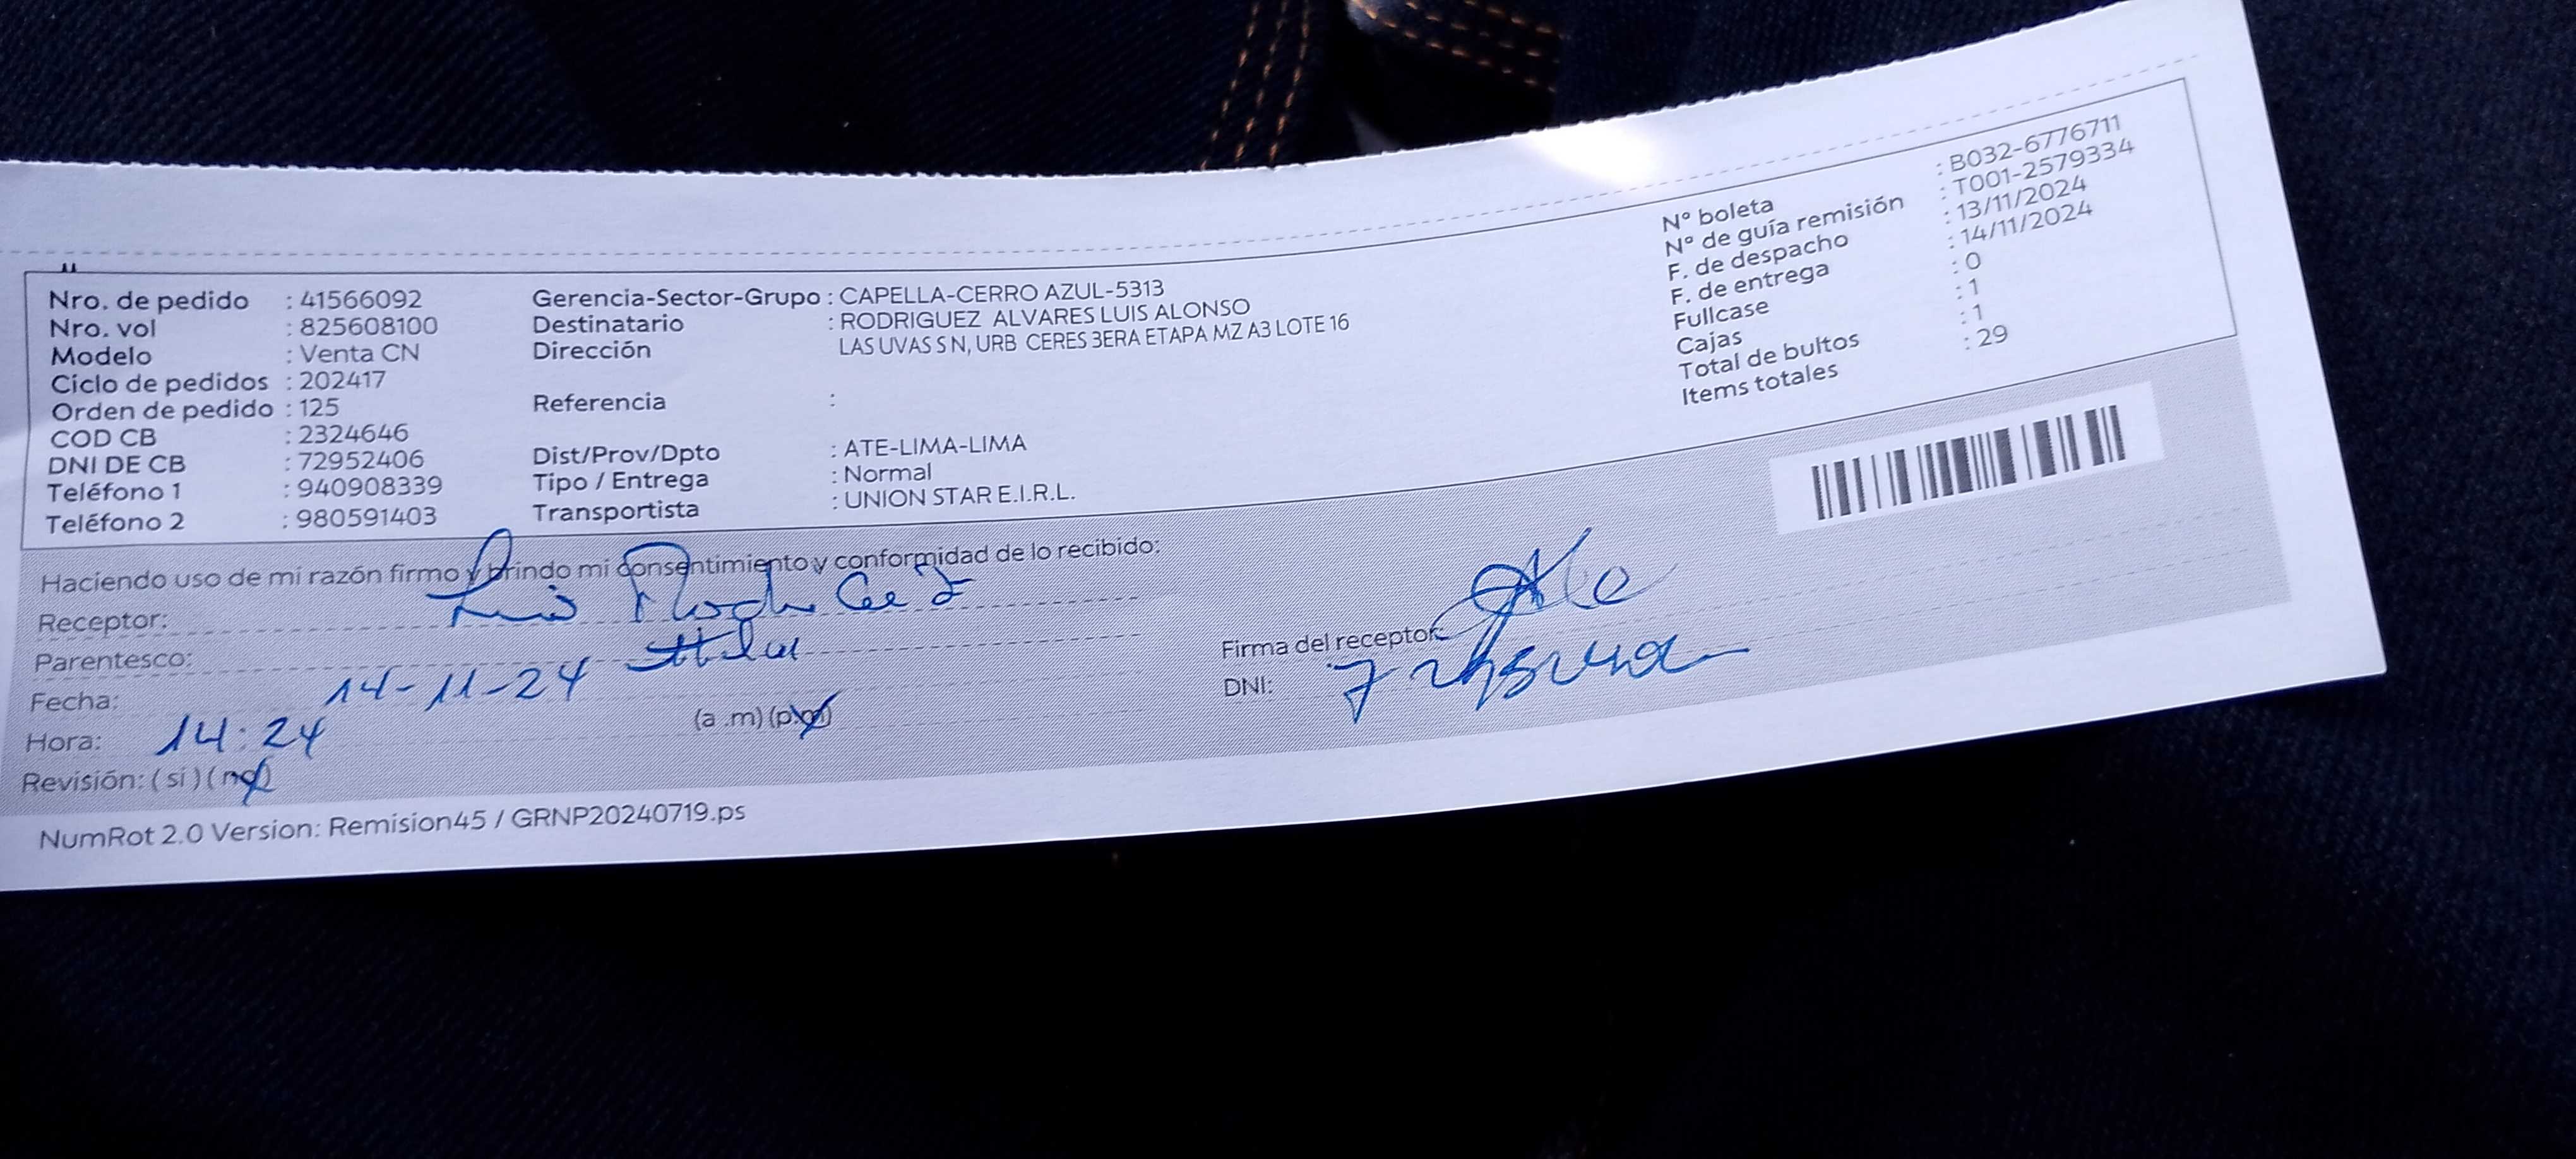 Nro. de pedido : 41566092
Nro. vol : 825608100
Modelo : Venta CN
Ciclo de pedidos : 202417
Orden de pedido : 125
COD CB : 2324646
DNI DE CB : 72952406
Teléfono 1 : 940908339
Teléfono 2 : 980591403
Gerencia-Sector-Grupo : CAPELLA-CERRO AZUL-5313
Destinatario : RODRIGUEZ ALVARES LUIS ALONSO
Dirección LAS UVAS S N, URB CERES 3ERA ETAPA MZ A3 LOTE 16
Referencia :
Dist/Prov/Dpto : ATE-LIMA-LIMA
Tipo / Entrega : Normal
Transportista : UNION STAR E.I.R.L.
N° boleta : B032-6776711
N° de guía remisión : T001-2579334
F. de despacho : 13/11/2024
F. de entrega : 14/11/2024
Fullcase : 0
Cajas : 1
Total de bultos : 1
Items totales : 29
Haciendo uso de mi razón firmo y brindo mi consentimiento y conformidad de lo recibido:
Receptor: Luis
Parentesco: titular
Fecha: 14-11-24
Hora: 14:24 (a .m) (p.m)
Revisión: (si) (no)
Firma del receptor:
DNI:
NumRot 2.0 Version: Remision45 / GRNP20240719.ps